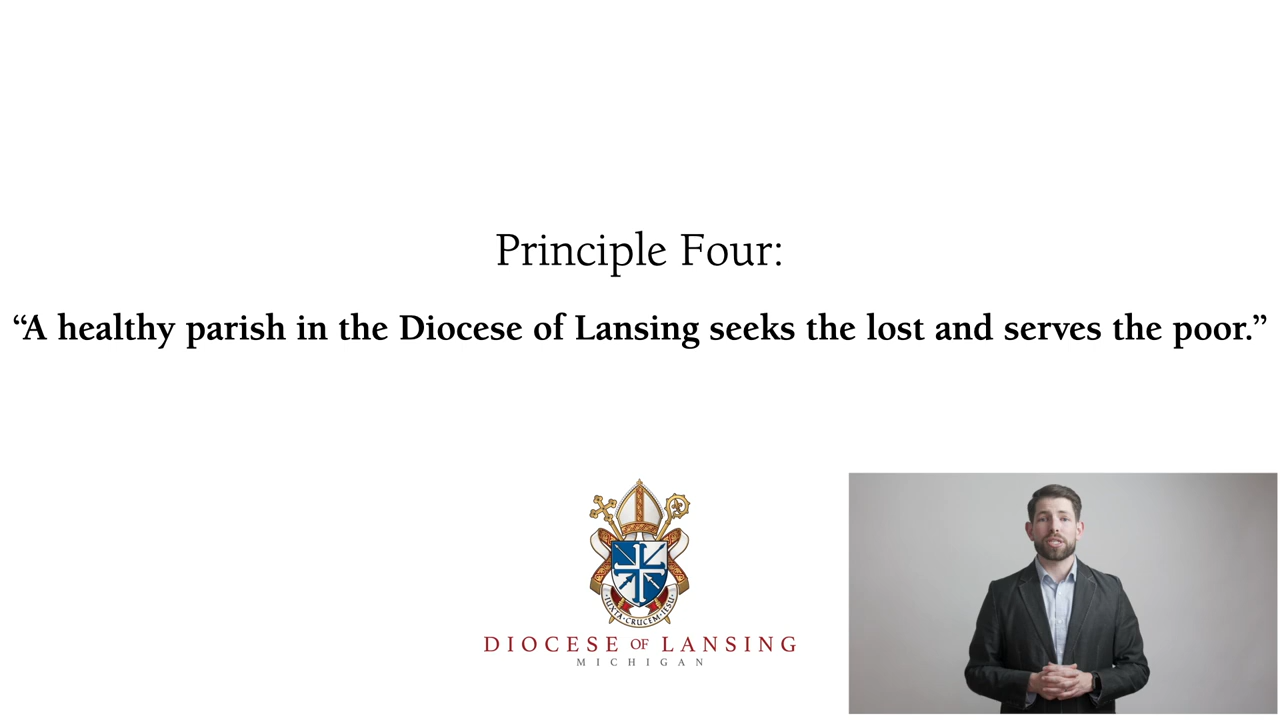 Principle Four:
“A healthy parish in the Diocese of Lansing seeks the lost and serves the poor.”
IUXTA·CRUCEM·IESU
DIOCESE OF LANSING
MICHIGAN